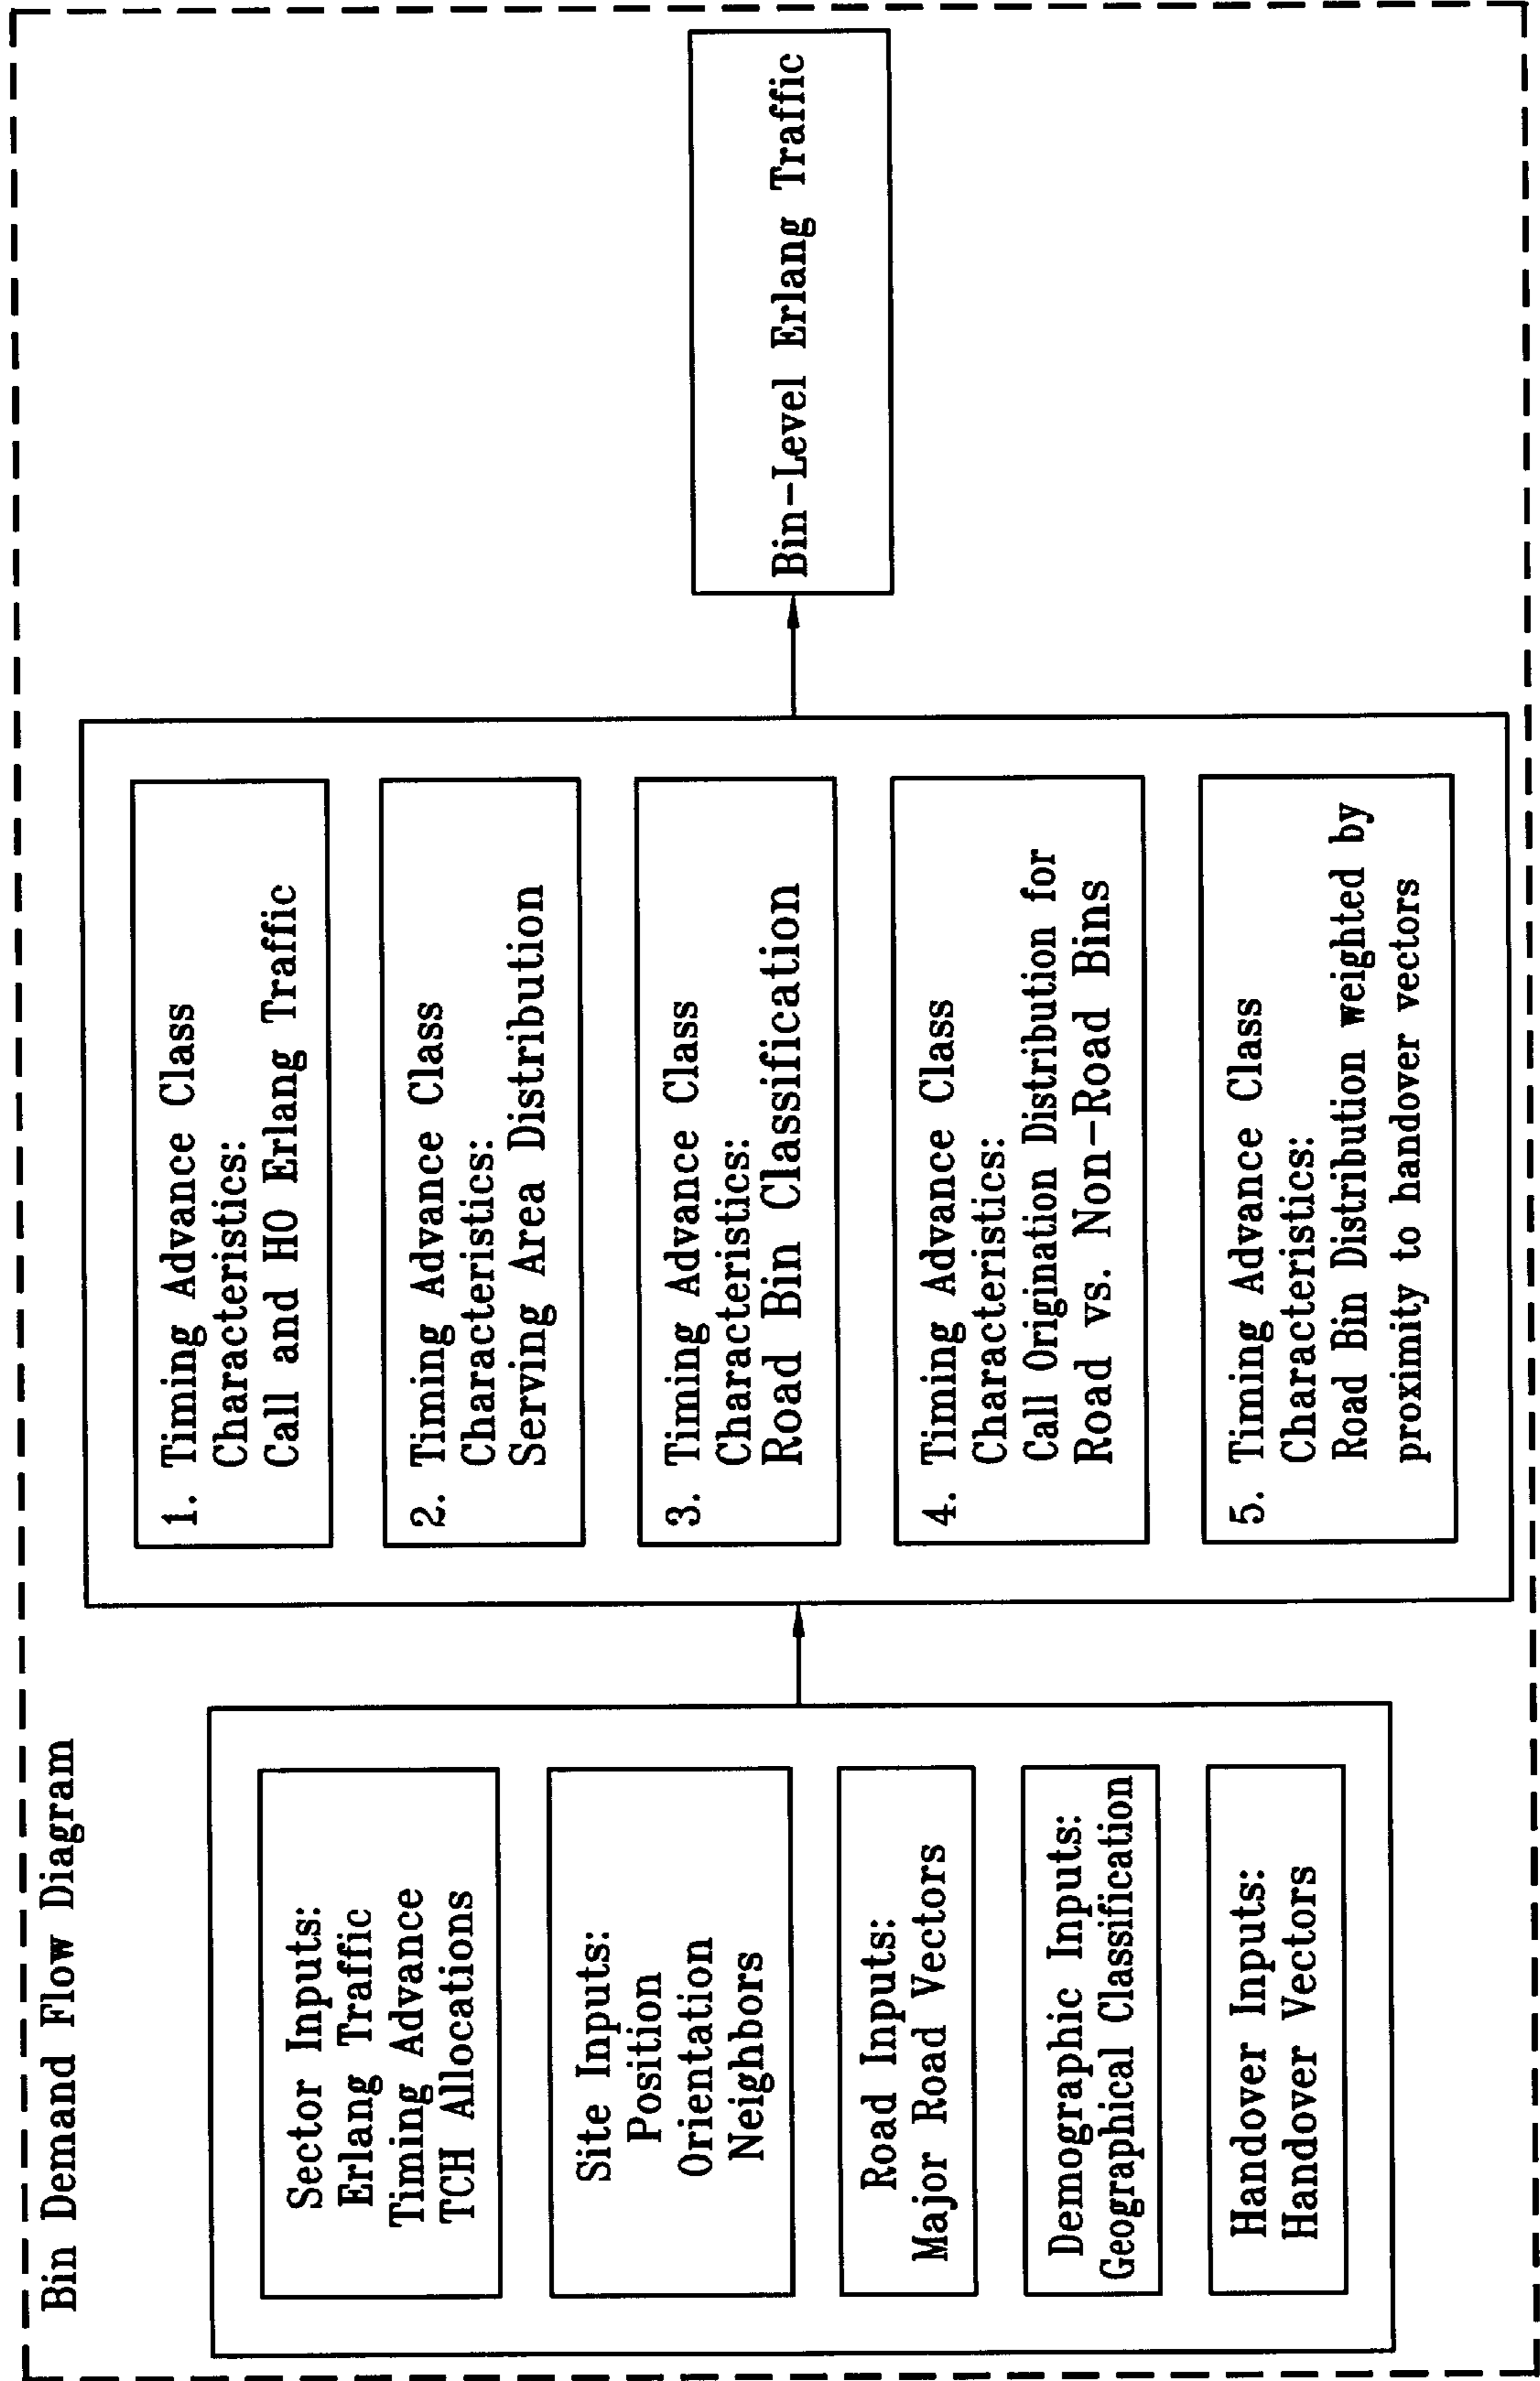 Bin Demand Flow Diagram
Sector Inputs:
Erlang Traffic
Timing Advance
TCH Allocations
Site Inputs:
Position
Orientation
Neighbors
Road Inputs:
Major Road Vectors
Demographic Inputs:
Geographical Classification
Handover Inputs:
Handover Vectors
1. Timing Advance Class
Characteristics:
Call and HO Erlang Traffic
2. Timing Advance Class
Characteristics:
Serving Area Distribution
3. Timing Advance Class
Characteristics:
Road Bin Classification
4. Timing Advance Class
Characteristics:
Call Origination Distribution for
Road vs. Non-Road Bins
5. Timing Advance Class
Characteristics:
Road Bin Distribution weighted by
proximity to handover vectors
Bin-Level Erlang Traffic